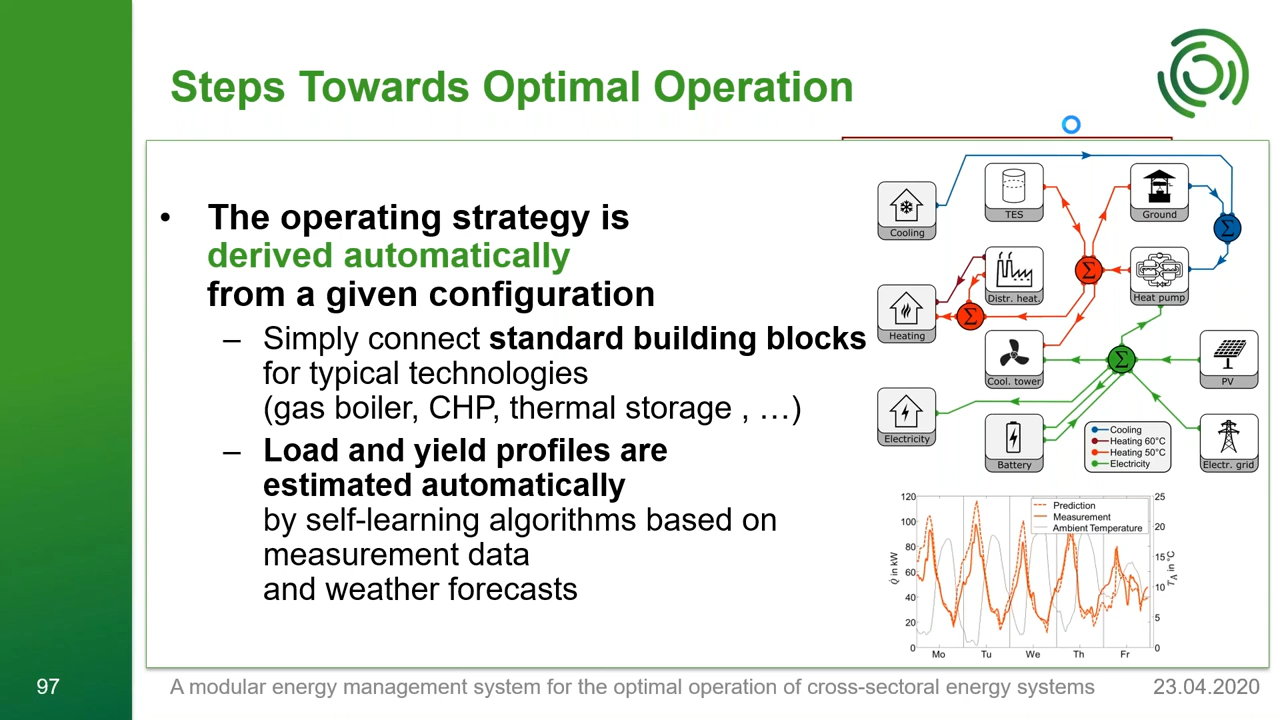 Steps Towards Optimal Operation
• The operating strategy is
derived automatically
from a given configuration
– Simply connect standard building blocks
for typical technologies
(gas boiler, CHP, thermal storage , …)
– Load and yield profiles are
estimated automatically
by self-learning algorithms based on
measurement data
and weather forecasts
Cooling
TES
Ground
Σ
Distr. heat.
Σ
Heat pump
Heating
Σ
Cool. tower
Σ
PV
Electricity
Battery
Cooling
Heating 60°C
Heating 50°C
Electricity
Electr. grid
120
100
80
60
40
20
0
Q̇ in kW
Prediction
Measurement
Ambient Temperature
25
20
15
10
5
0
T_A in °C
Mo Tu We Th Fr
97
A modular energy management system for the optimal operation of cross-sectoral energy systems
23.04.2020